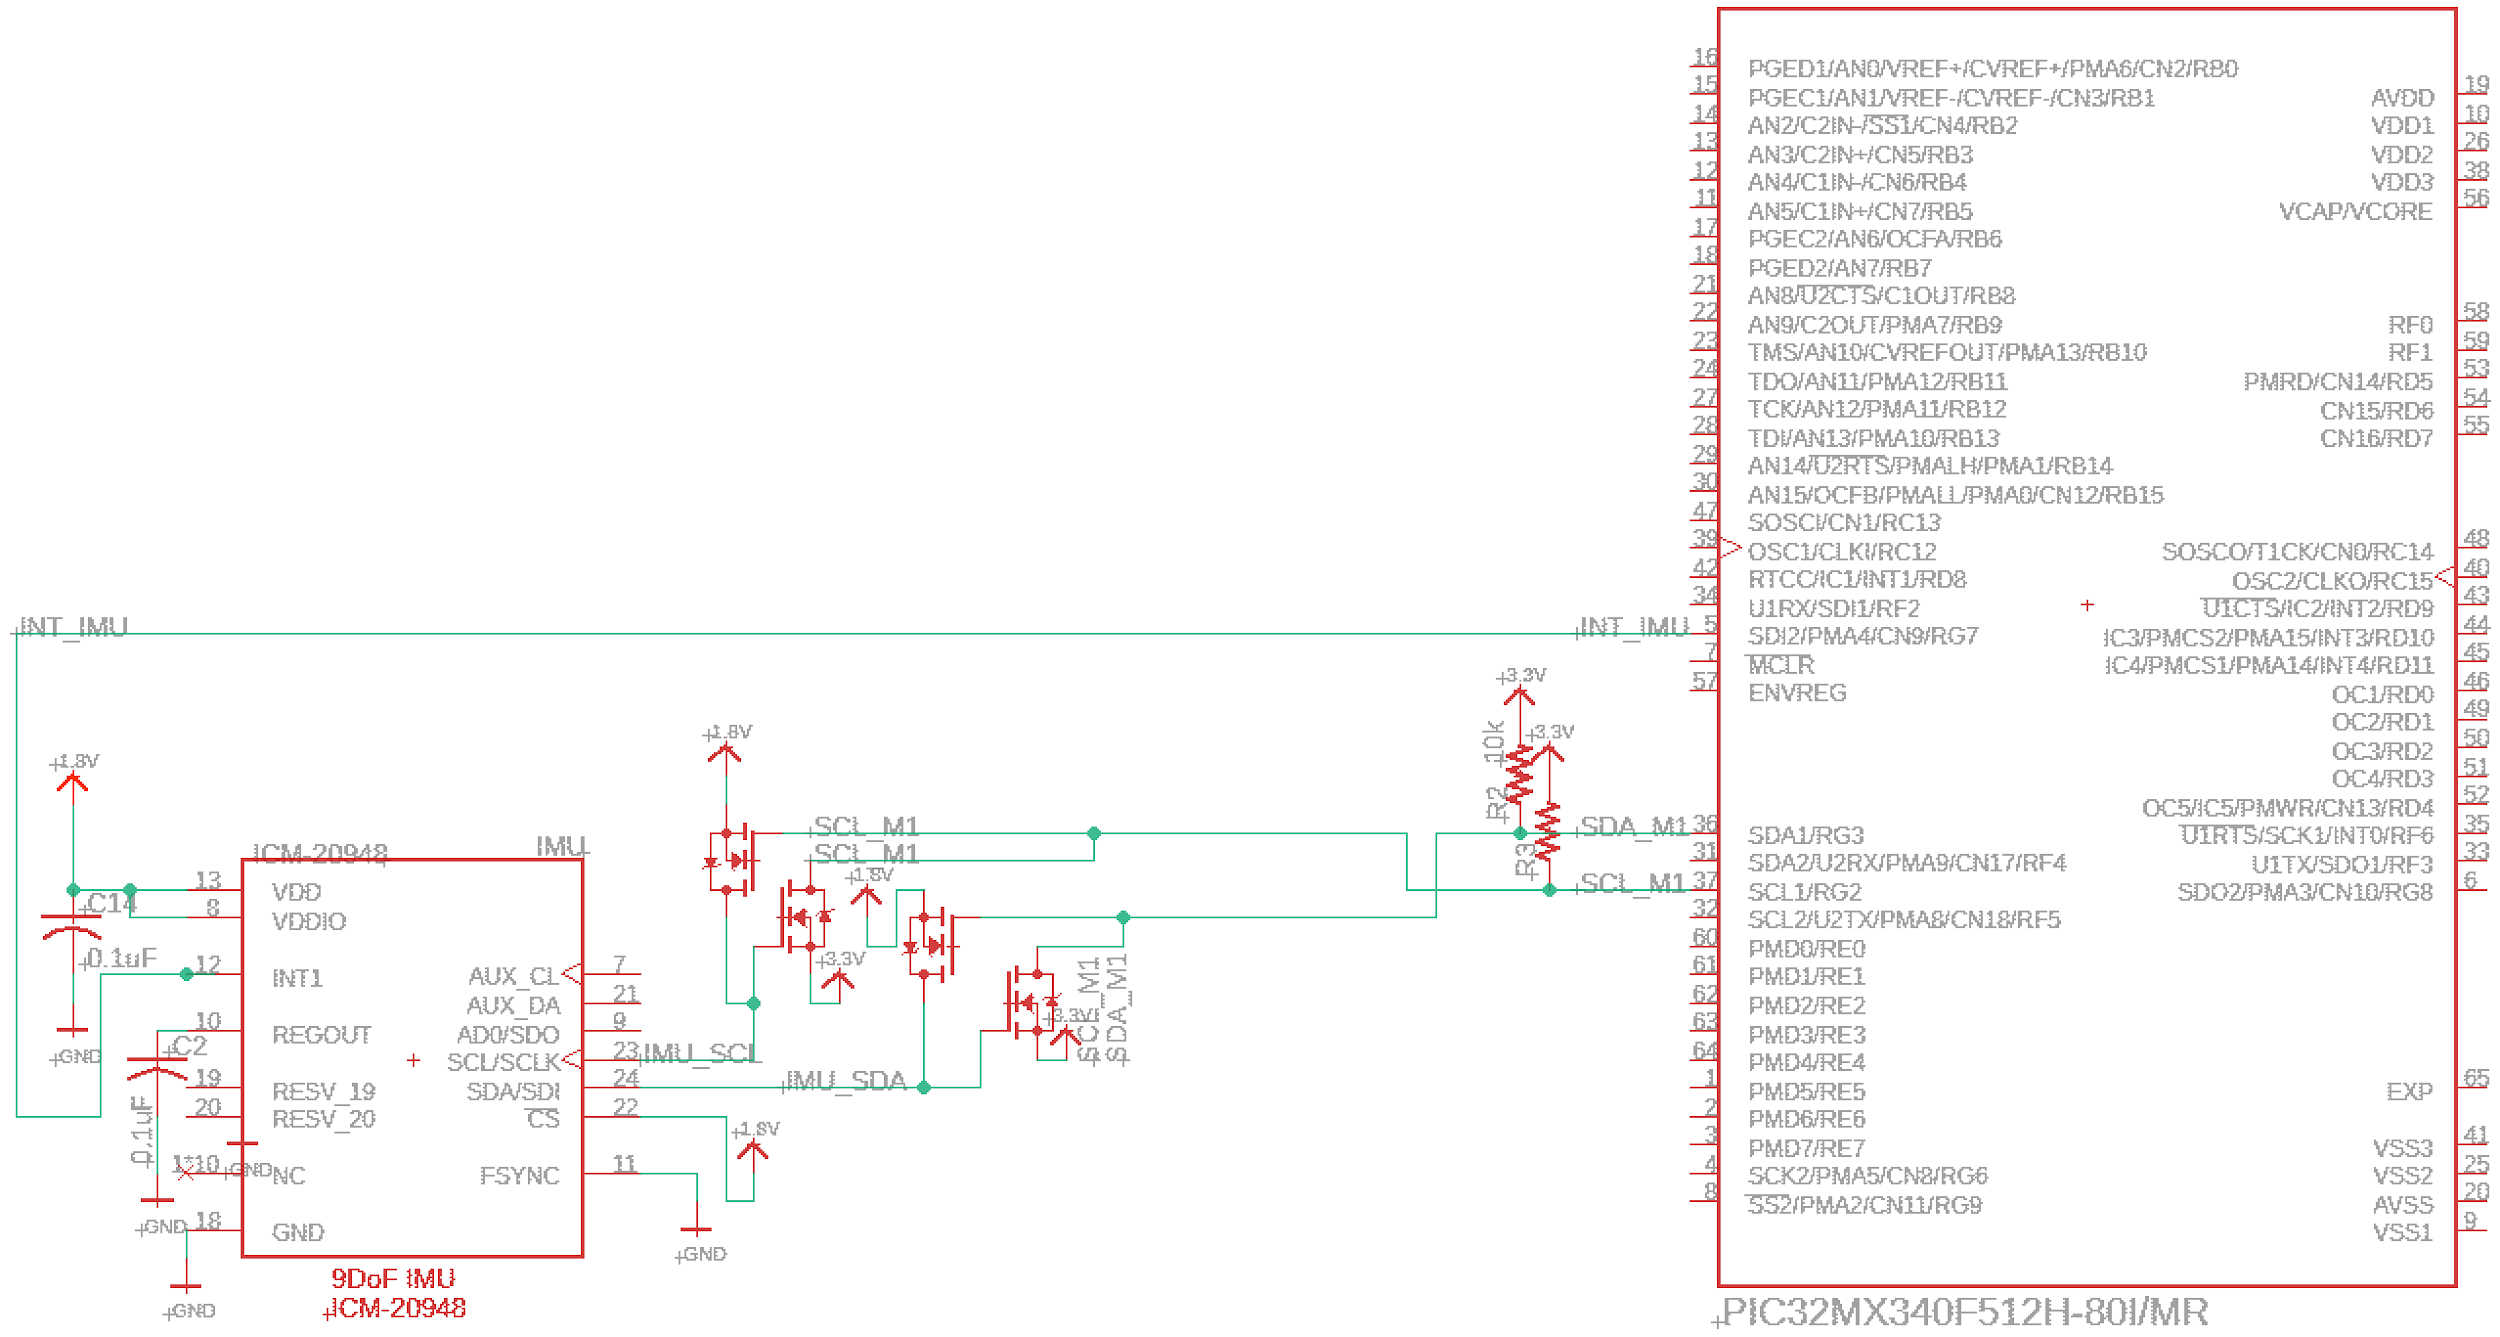 INT_IMU
+1.8V
C14
0.1uF
GND
C2
0.1uF
GND
GND
GND
ICM-20948
IMU
13 VDD
8 VDDIO
12 INT1
10 REGOUT
19 RESV_19
20 RESV_20
1*10 NC
18 GND
AUX_CL 7
AUX_DA 21
AD0/SDO 9
SCL/SCLK 23
SDA/SDI 24
CS 22
FSYNC 11
9DoF IMU
ICM-20948
IMU_SCL
IMU_SDA
+1.8V
GND
+1.8V
SCL_M1
SCL_M1
+1.8V
+3.3V
+3.3V
SCL_M1
SDA_M1
+3.3V
10k
R2
+3.3V
R3
INT_IMU
SDA_M1
SCL_M1
16 PGED1/AN0/VREF+/CVREF+/PMA6/CN2/RB0
15 PGEC1/AN1/VREF-/CVREF-/CN3/RB1
14 AN2/C2IN-/SS1/CN4/RB2
13 AN3/C2IN+/CN5/RB3
12 AN4/C1IN-/CN6/RB4
11 AN5/C1IN+/CN7/RB5
17 PGEC2/AN6/OCFA/RB6
18 PGED2/AN7/RB7
21 AN8/U2CTS/C1OUT/RB8
22 AN9/C2OUT/PMA7/RB9
23 TMS/AN10/CVREFOUT/PMA13/RB10
24 TDO/AN11/PMA12/RB11
27 TCK/AN12/PMA11/RB12
28 TDI/AN13/PMA10/RB13
29 AN14/U2RTS/PMALH/PMA1/RB14
30 AN15/OCFB/PMALL/PMA0/CN12/RB15
47 SOSCI/CN1/RC13
39 OSC1/CLKI/RC12
42 RTCC/IC1/INT1/RD8
34 U1RX/SDI1/RF2
5 SDI2/PMA4/CN9/RG7
7 MCLR
57 ENVREG
36 SDA1/RG3
31 SDA2/U2RX/PMA9/CN17/RF4
37 SCL1/RG2
32 SCL2/U2TX/PMA8/CN18/RF5
60 PMD0/RE0
61 PMD1/RE1
62 PMD2/RE2
63 PMD3/RE3
64 PMD4/RE4
1 PMD5/RE5
2 PMD6/RE6
3 PMD7/RE7
4 SCK2/PMA5/CN8/RG6
8 SS2/PMA2/CN11/RG9
AVDD 19
VDD1 10
VDD2 26
VDD3 38
VCAP/VCORE 56
RF0 58
RF1 59
PMRD/CN14/RD5 53
CN15/RD6 54
CN16/RD7 55
SOSCO/T1CK/CN0/RC14 48
OSC2/CLKO/RC15 40
U1CTS/IC2/INT2/RD9 43
IC3/PMCS2/PMA15/INT3/RD10 44
IC4/PMCS1/PMA14/INT4/RD11 45
OC1/RD0 46
OC2/RD1 49
OC3/RD2 50
OC4/RD3 51
OC5/IC5/PMWR/CN13/RD4 52
U1RTS/SCK1/INT0/RF6 35
U1TX/SDO1/RF3 33
SDO2/PMA3/CN10/RG8 6
EXP 65
VSS3 41
VSS2 25
AVSS 20
VSS1 9
PIC32MX340F512H-80I/MR